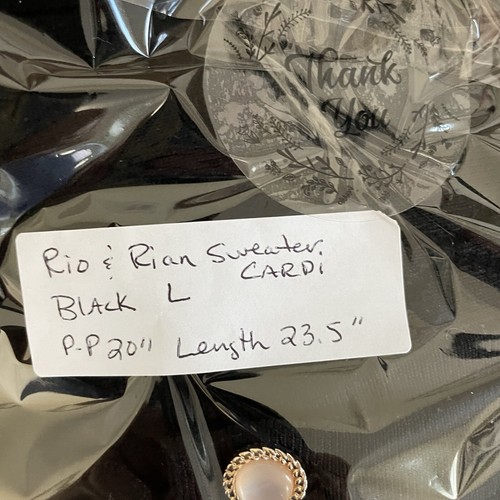 Thank
You
Rio & Rian Sweater.
CARDi
BLACK L
P-P 20" Length 23.5"